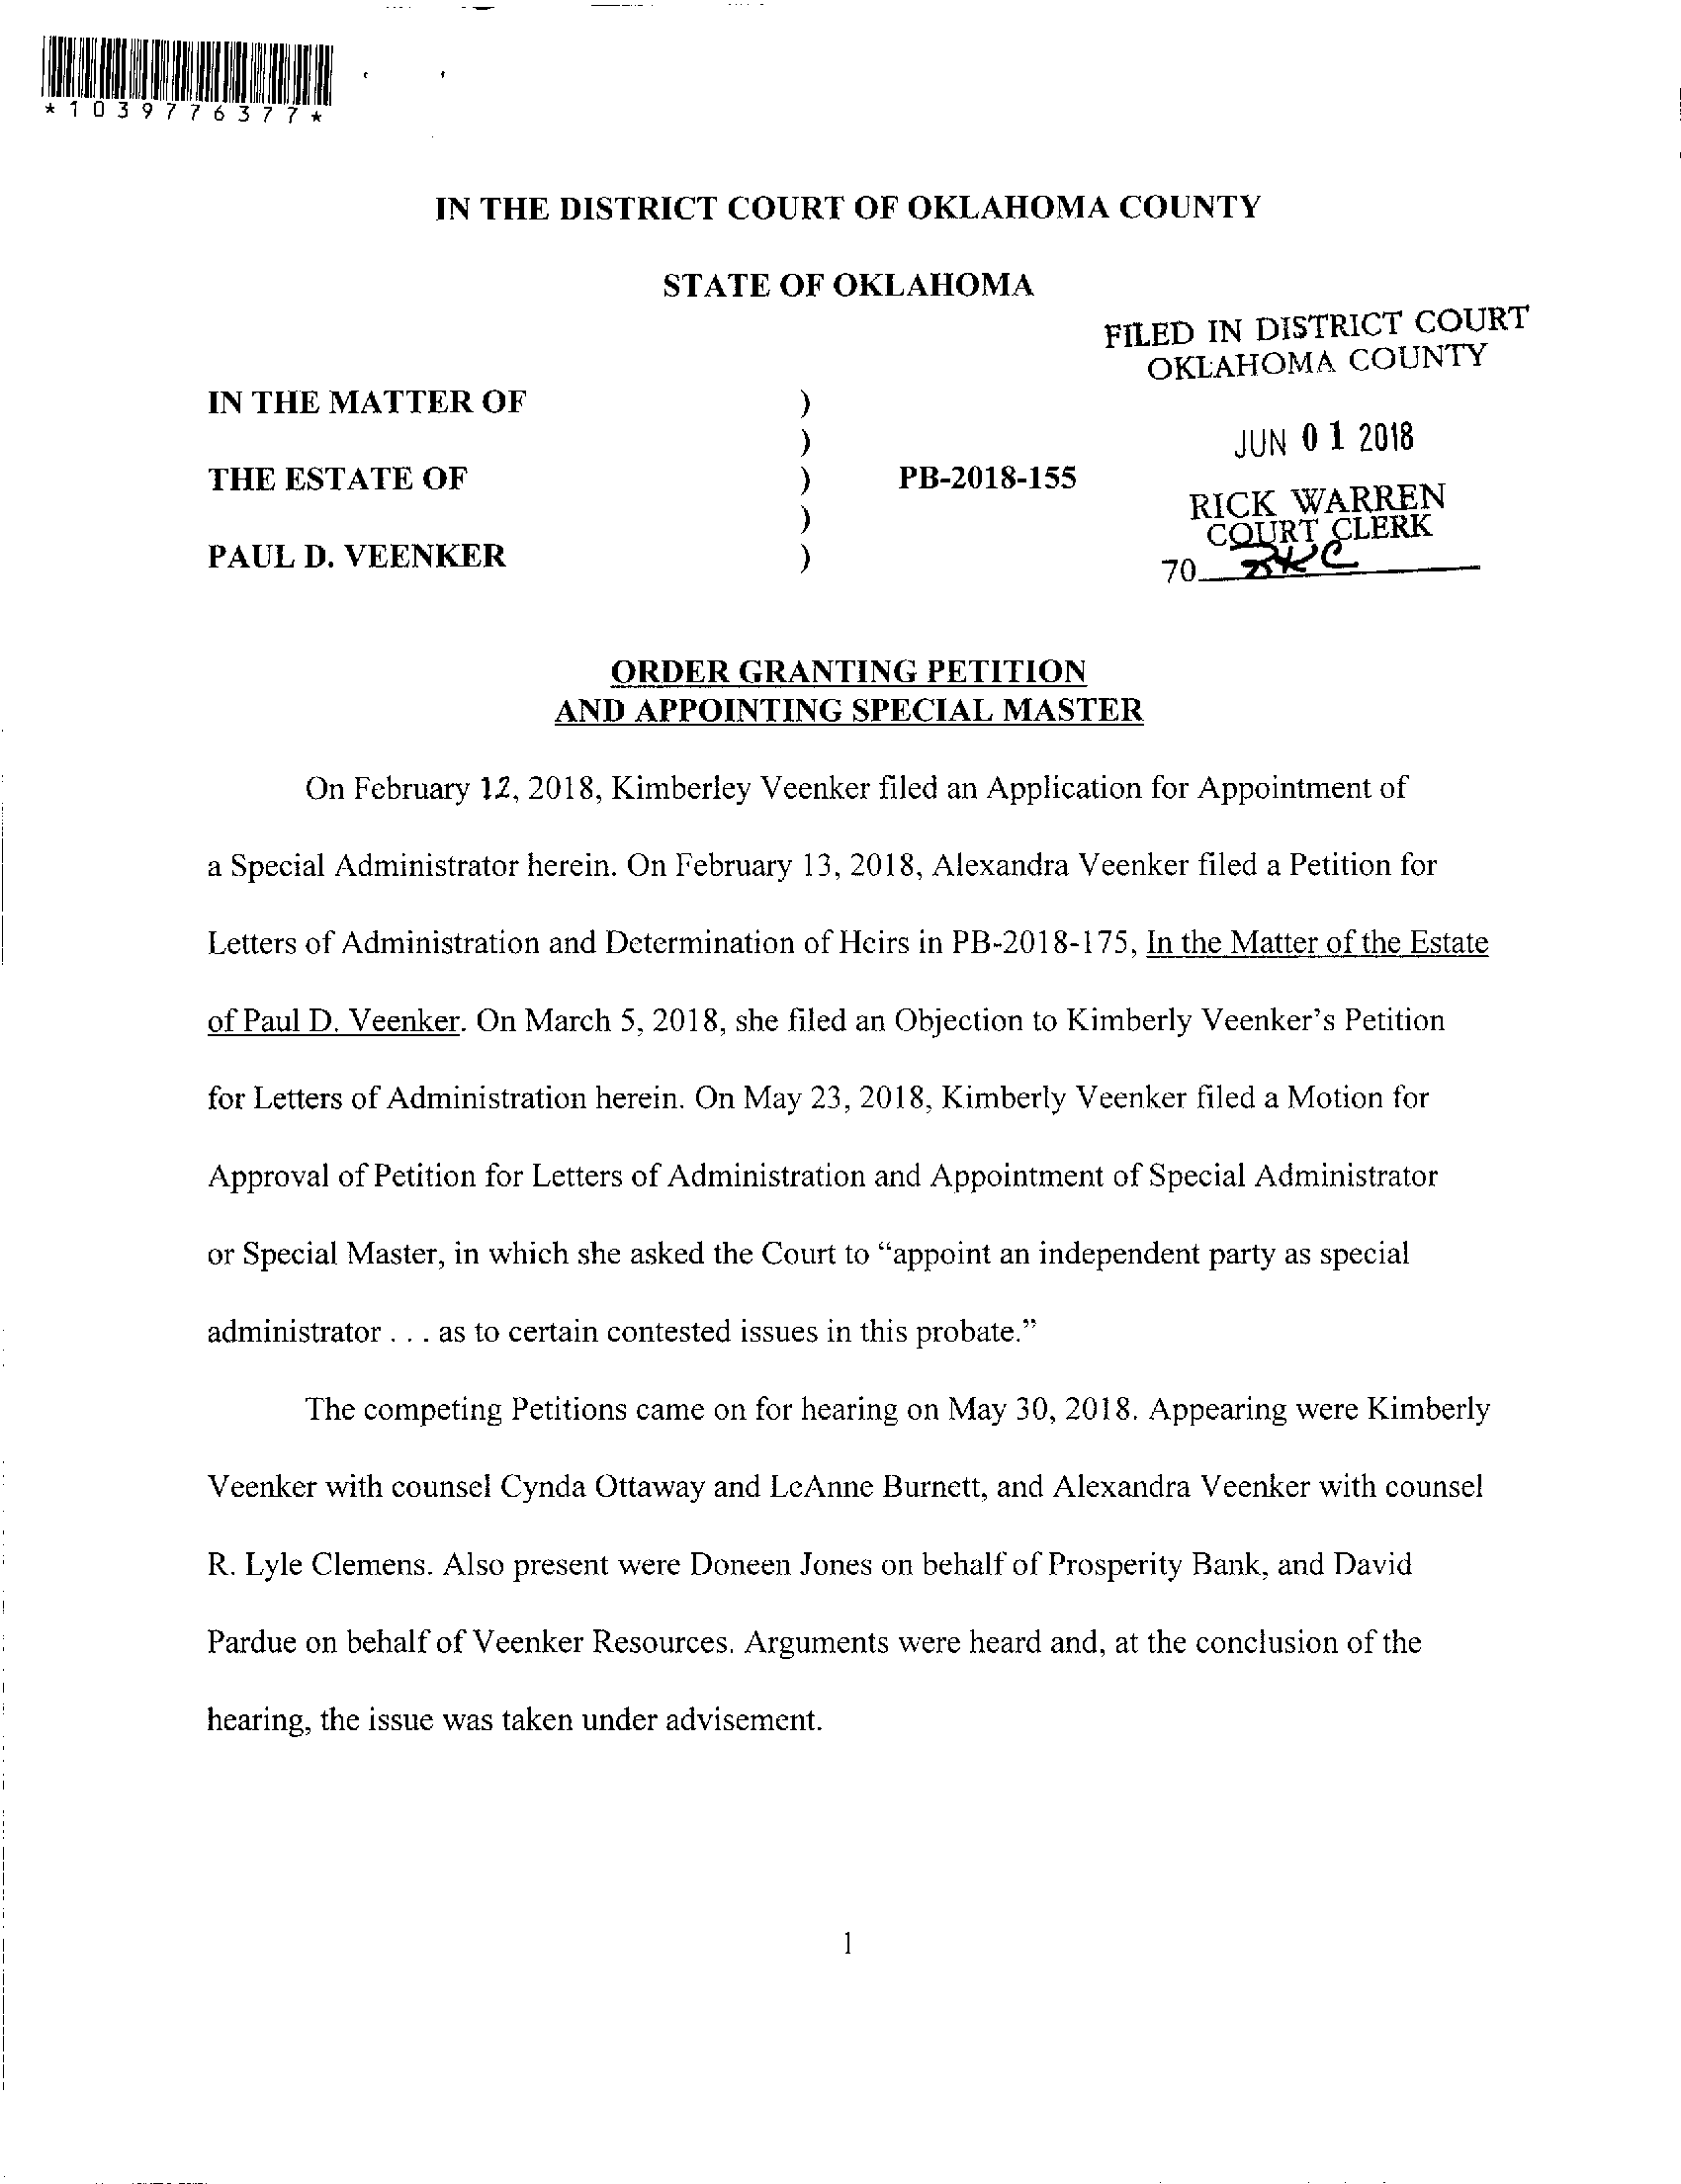 *1039776377*
IN THE DISTRICT COURT OF OKLAHOMA COUNTY
STATE OF OKLAHOMA
FILED IN DISTRICT COURT
OKLAHOMA COUNTY
IN THE MATTER OF )
)
JUN 01 2018
THE ESTATE OF ) PB-2018-155
RICK WARREN
)
COURT CLERK
PAUL D. VEENKER )
70
ORDER GRANTING PETITION
AND APPOINTING SPECIAL MASTER
On February 12, 2018, Kimberley Veenker filed an Application for Appointment of
a Special Administrator herein. On February 13, 2018, Alexandra Veenker filed a Petition for
Letters of Administration and Determination of Heirs in PB-2018-175, In the Matter of the Estate
of Paul D. Veenker. On March 5, 2018, she filed an Objection to Kimberly Veenker's Petition
for Letters of Administration herein. On May 23, 2018, Kimberly Veenker filed a Motion for
Approval of Petition for Letters of Administration and Appointment of Special Administrator
or Special Master, in which she asked the Court to “appoint an independent party as special
administrator . . . as to certain contested issues in this probate.”
The competing Petitions came on for hearing on May 30, 2018. Appearing were Kimberly
Veenker with counsel Cynda Ottaway and LeAnne Burnett, and Alexandra Veenker with counsel
R. Lyle Clemens. Also present were Doneen Jones on behalf of Prosperity Bank, and David
Pardue on behalf of Veenker Resources. Arguments were heard and, at the conclusion of the
hearing, the issue was taken under advisement.
1